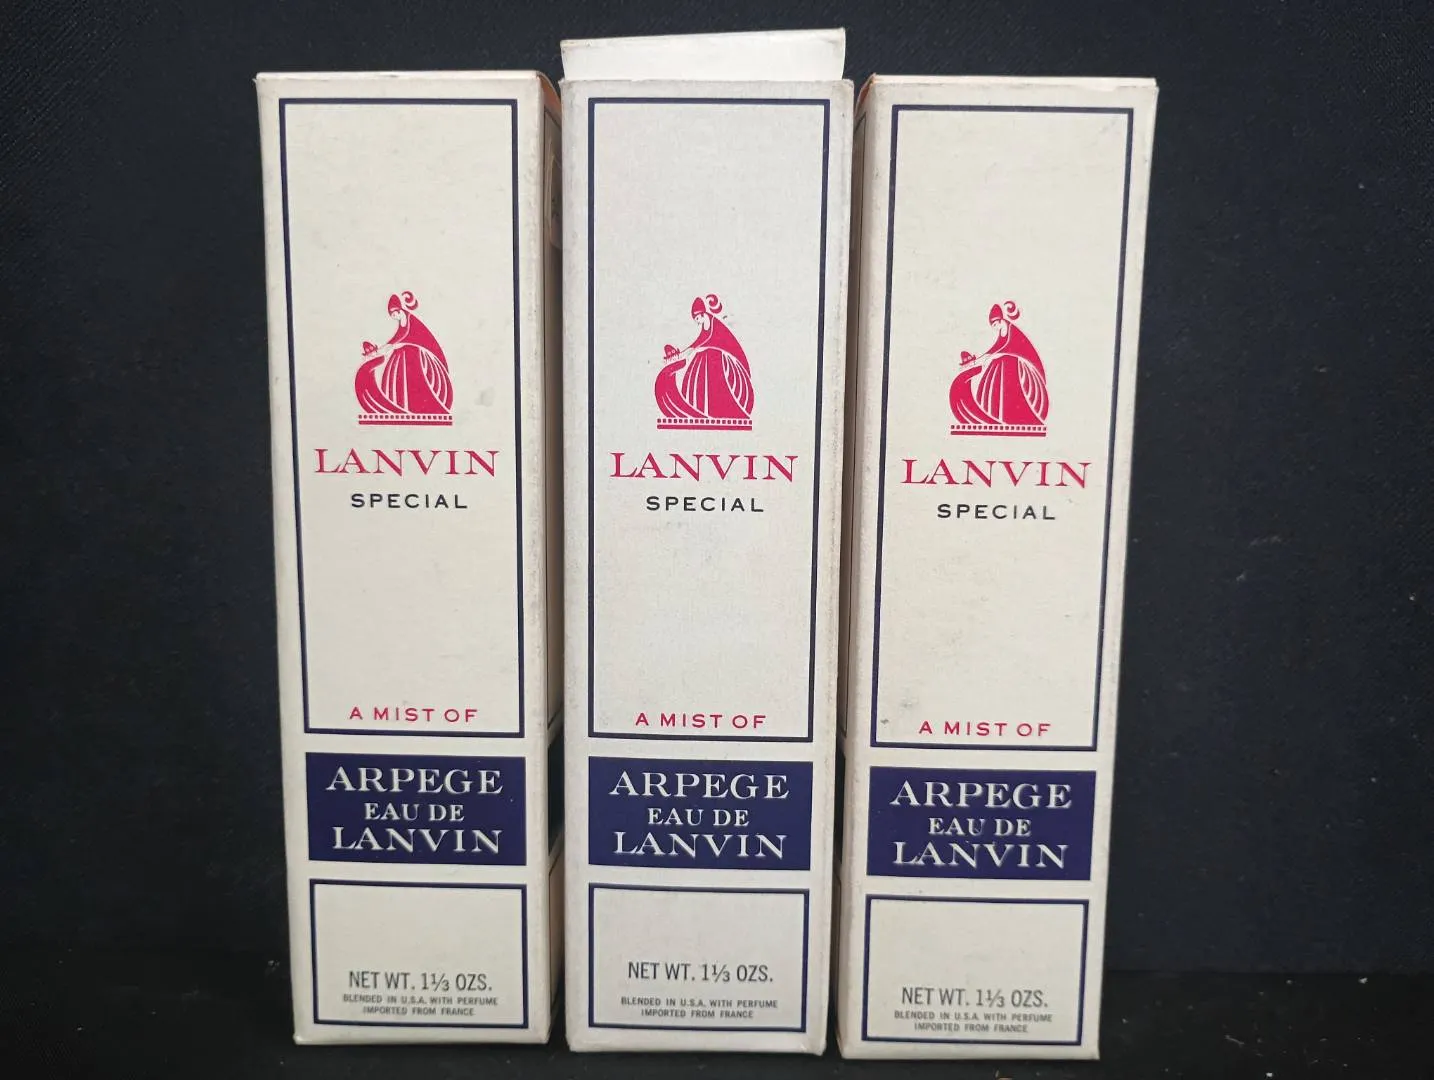 LANVIN
SPECIAL
A MIST OF
ARPEGE
EAU DE
LANVIN
NET WT. 1⅓ OZS.
BLENDED IN U.S.A. WITH PERFUME
IMPORTED FROM FRANCE
LANVIN
SPECIAL
A MIST OF
ARPEGE
EAU DE
LANVIN
NET WT. 1⅓ OZS.
BLENDED IN U.S.A. WITH PERFUME
IMPORTED FROM FRANCE
LANVIN
SPECIAL
A MIST OF
ARPEGE
EAU DE
LANVIN
NET WT. 1⅓ OZS.
BLENDED IN U.S.A. WITH PERFUME
IMPORTED FROM FRANCE